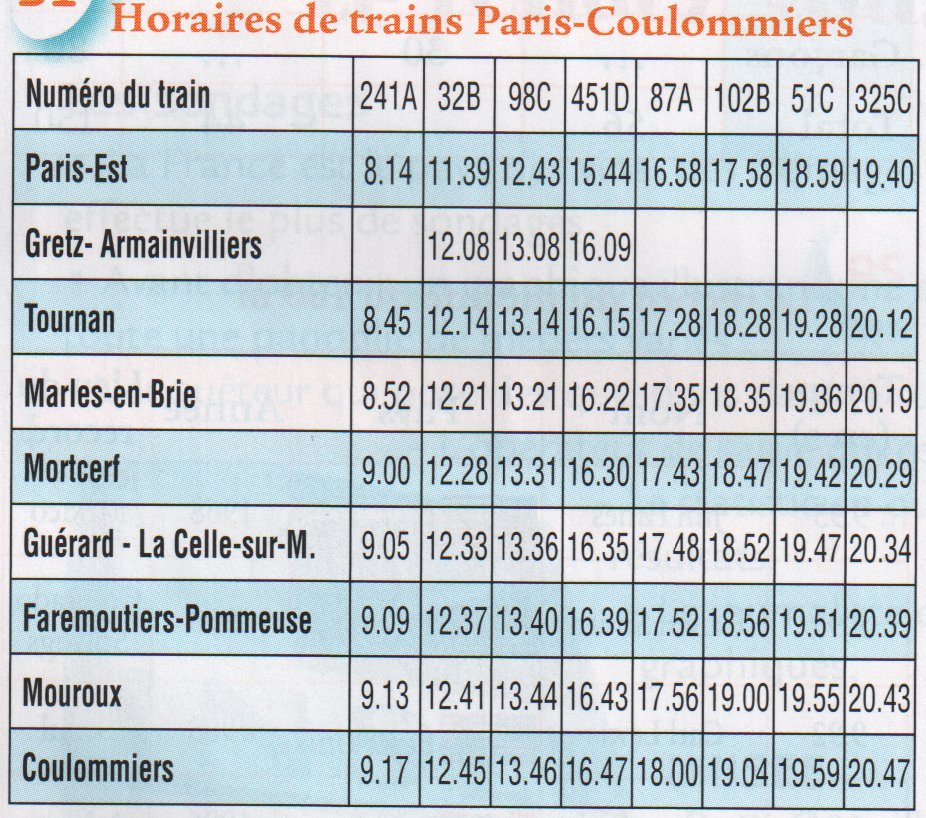 Horaires de trains Paris-Coulommiers
Numéro du train 241A 32B 98C 451D 87A 102B 51C 325C
Paris-Est 8.14 11.39 12.43 15.44 16.58 17.58 18.59 19.40
Gretz- Armainvilliers 12.08 13.08 16.09
Tournan 8.45 12.14 13.14 16.15 17.28 18.28 19.28 20.12
Marles-en-Brie 8.52 12.21 13.21 16.22 17.35 18.35 19.36 20.19
Mortcerf 9.00 12.28 13.31 16.30 17.43 18.47 19.42 20.29
Guérard - La Celle-sur-M. 9.05 12.33 13.36 16.35 17.48 18.52 19.47 20.34
Faremoutiers-Pommeuse 9.09 12.37 13.40 16.39 17.52 18.56 19.51 20.39
Mouroux 9.13 12.41 13.44 16.43 17.56 19.00 19.55 20.43
Coulommiers 9.17 12.45 13.46 16.47 18.00 19.04 19.59 20.47